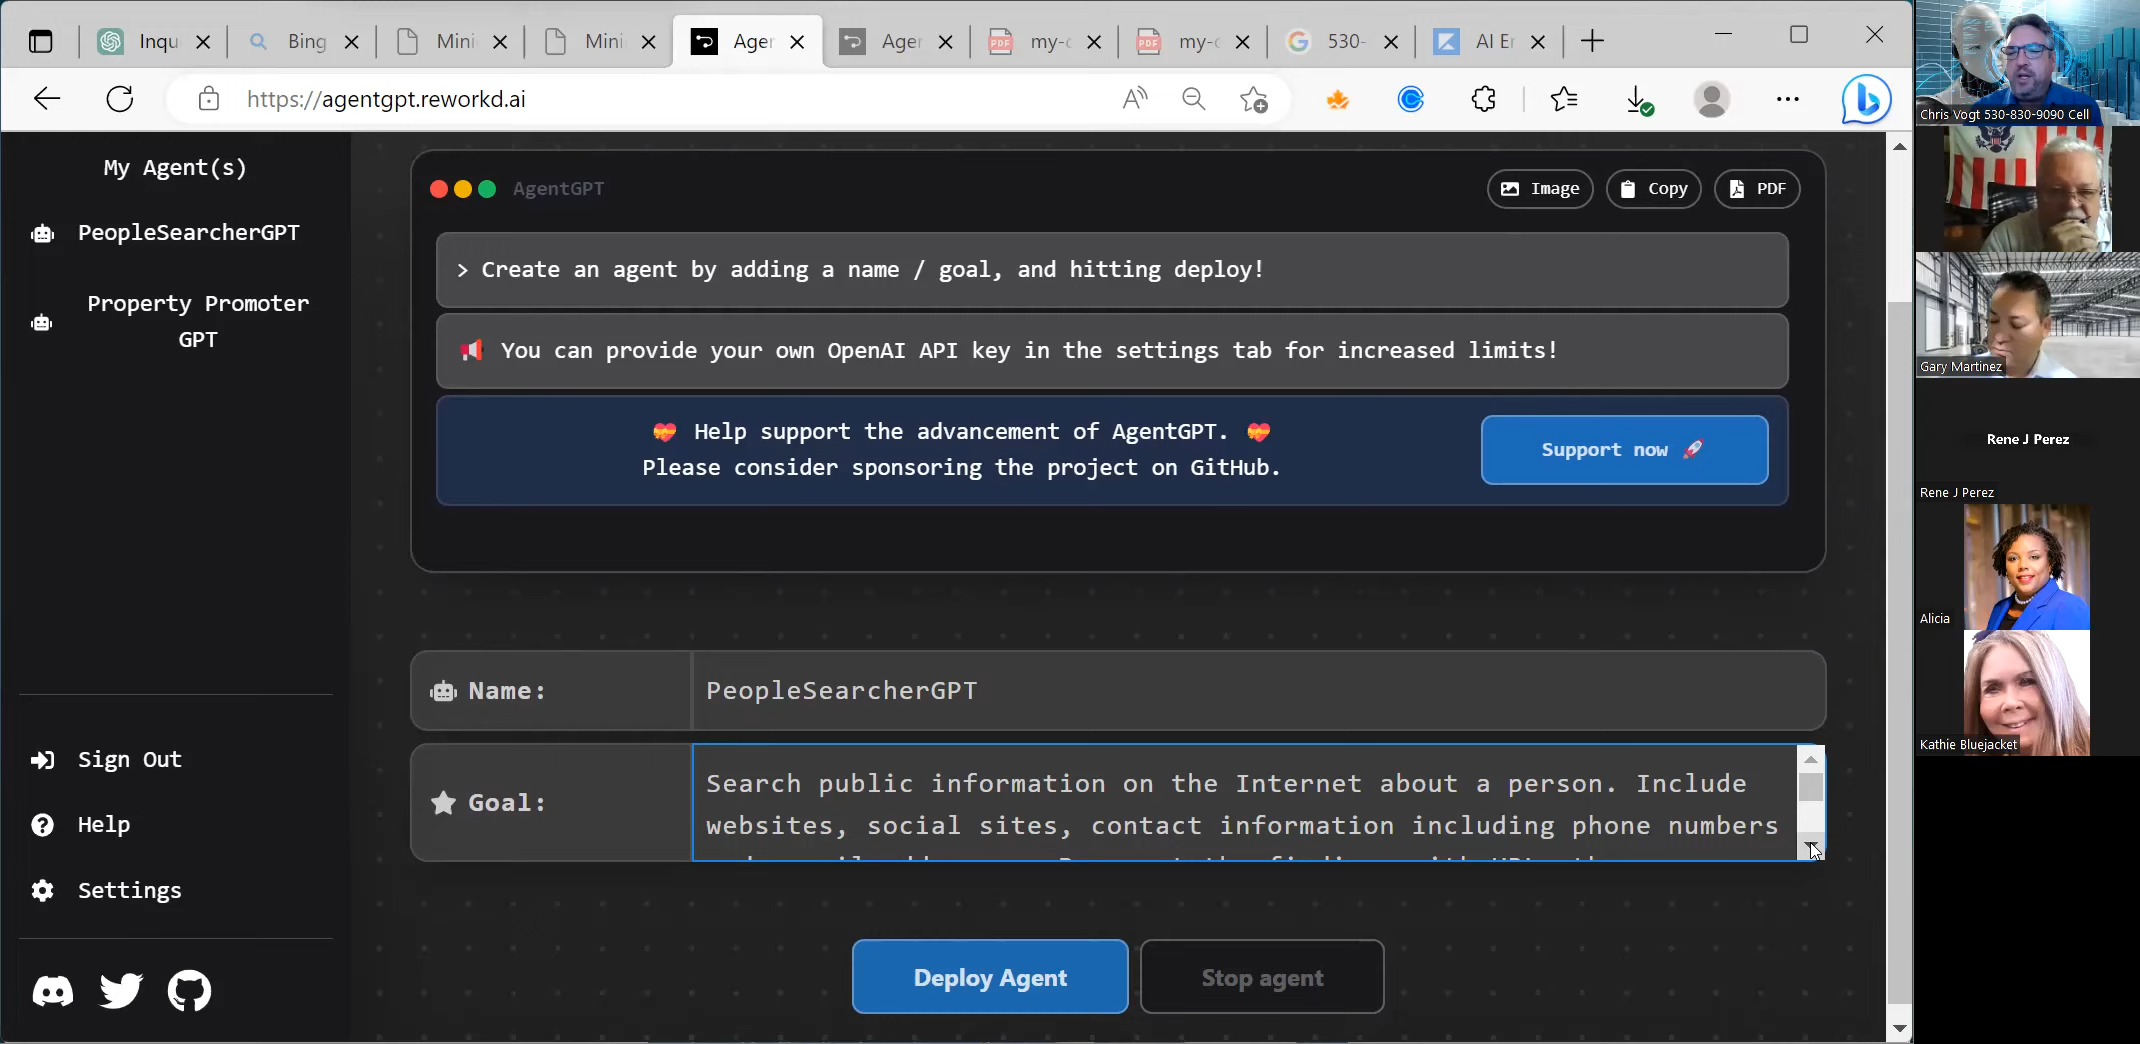 Inqu
Bing
Mini
Mini
Agen
Agen
my-c
my-c
530-
AI Er
https://agentgpt.reworkd.ai
My Agent(s)
PeopleSearcherGPT
Property Promoter
GPT
Sign Out
Help
Settings
AgentGPT
Image
Copy
PDF
> Create an agent by adding a name / goal, and hitting deploy!
You can provide your own OpenAI API key in the settings tab for increased limits!
Help support the advancement of AgentGPT.
Please consider sponsoring the project on GitHub.
Support now
Name:
PeopleSearcherGPT
Goal:
Search public information on the Internet about a person. Include
websites, social sites, contact information including phone numbers
Deploy Agent
Stop agent
Chris Vogt 530-830-9090 Cell
Gary Martinez
Rene J Perez
Rene J Perez
Alicia
Kathie Bluejacket